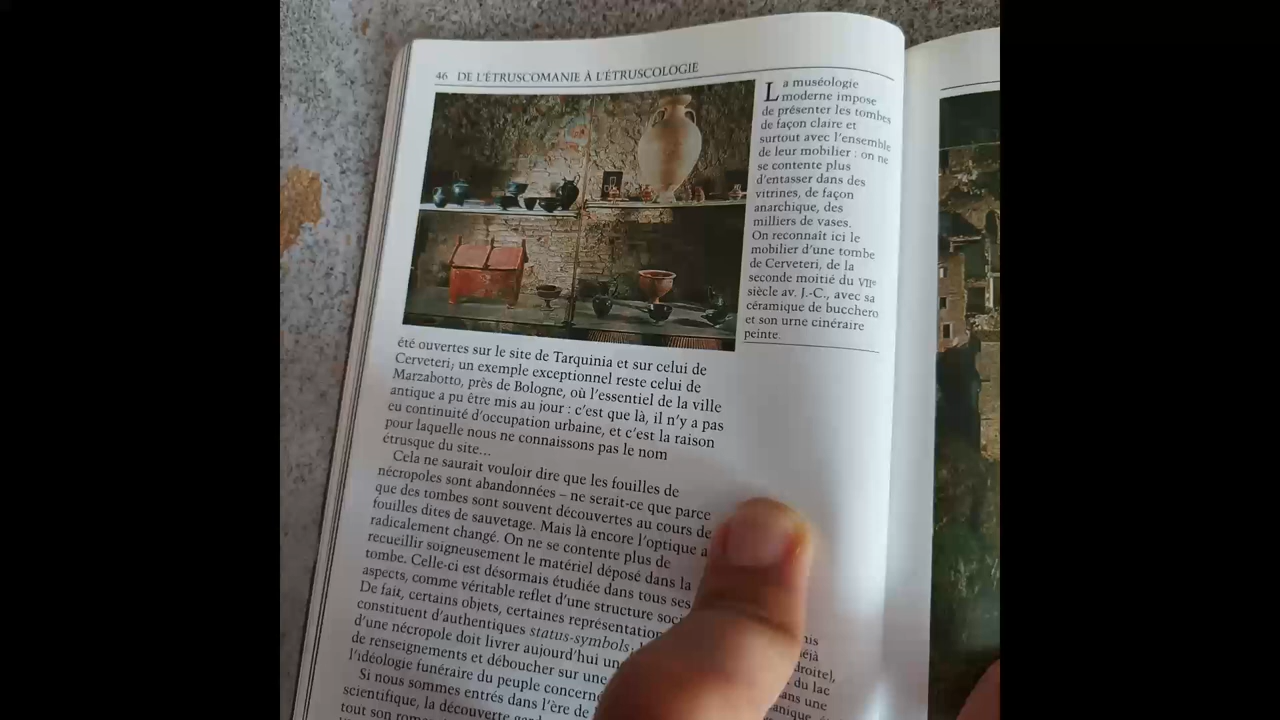 46 DE L'ÉTRUSCOMANIE À L'ÉTRUSCOLOGIE
La muséologie
moderne impose
de présenter les tombes
de façon claire et
surtout avec l'ensemble
de leur mobilier : on ne
se contente plus
d'entasser dans des
vitrines, de façon
anarchique, des
milliers de vases.
On reconnaît ici le
mobilier d'une tombe
de Cerveteri, de la
seconde moitié du VIIe
siècle av. J.-C., avec sa
céramique de bucchero
et son urne cinéraire
peinte.
été ouvertes sur le site de Tarquinia et sur celui de
Cerveteri; un exemple exceptionnel reste celui de
Marzabotto, près de Bologne, où l'essentiel de la ville
antique a pu être mis au jour : c'est que là, il n'y a pas
eu continuité d'occupation urbaine, et c'est la raison
pour laquelle nous ne connaissons pas le nom
étrusque du site...
Cela ne saurait vouloir dire que les fouilles de
nécropoles sont abandonnées – ne serait-ce que parce
que des tombes sont souvent découvertes au cours de
fouilles dites de sauvetage. Mais là encore l'optique a
radicalement changé. On ne se contente plus de
recueillir soigneusement le matériel déposé dans la
tombe. Celle-ci est désormais étudiée dans tous ses
aspects, comme véritable reflet d'une structure
De fait, certains objets, certaines
constituent d'authentiques status-symbols;
d'une nécropole doit livrer aujourd'hui
de renseignements et déboucher sur une
l'idéologie funéraire du peuple
Si nous sommes entrés dans l'ère de
scientifique, la découverte
tout son
droite),
du lac
une